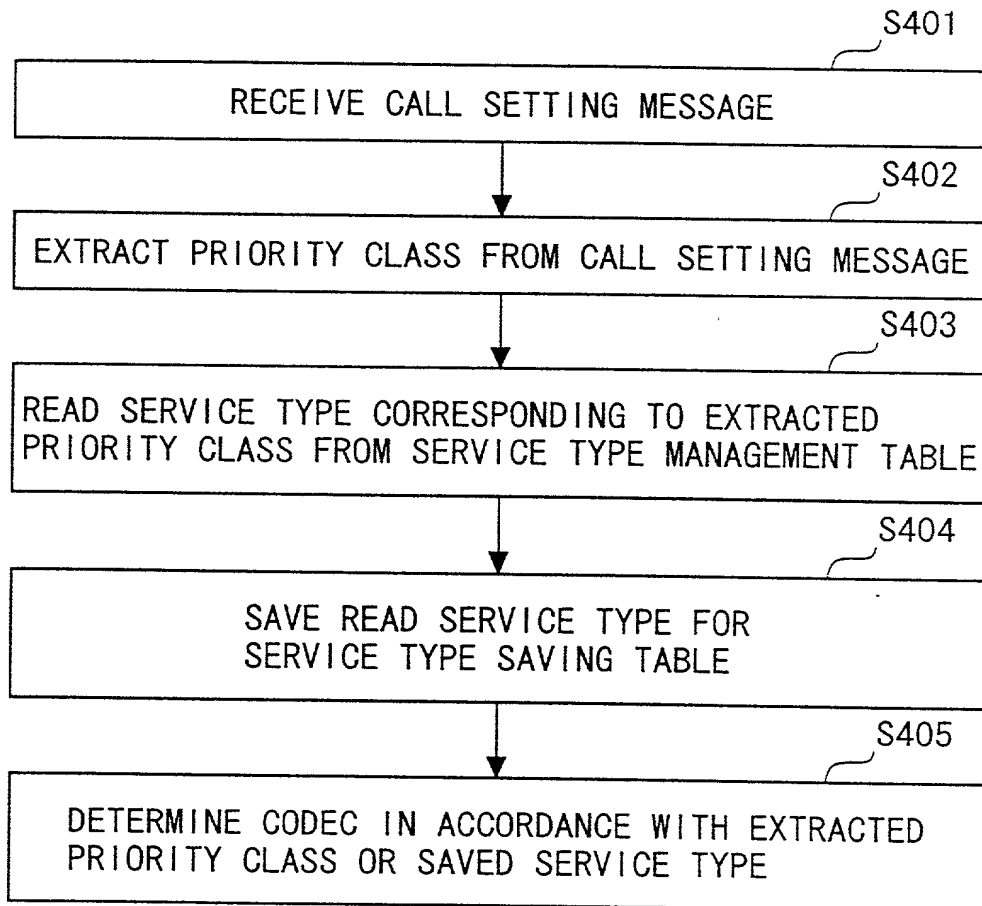 S401
RECEIVE CALL SETTING MESSAGE
S402
EXTRACT PRIORITY CLASS FROM CALL SETTING MESSAGE
S403
READ SERVICE TYPE CORRESPONDING TO EXTRACTED
PRIORITY CLASS FROM SERVICE TYPE MANAGEMENT TABLE
S404
SAVE READ SERVICE TYPE FOR
SERVICE TYPE SAVING TABLE
S405
DETERMINE CODEC IN ACCORDANCE WITH EXTRACTED
PRIORITY CLASS OR SAVED SERVICE TYPE